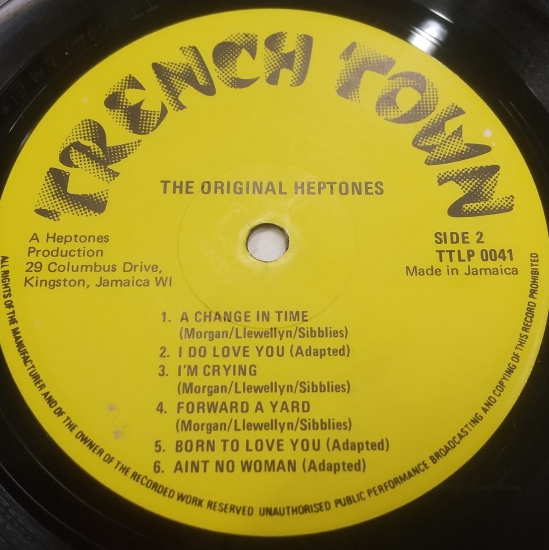 TRENCH TOWN
THE ORIGINAL HEPTONES
A Heptones
Production
29 Columbus Drive,
Kingston, Jamaica WI
SIDE 2
TTLP 0041
Made in Jamaica
1. A CHANGE IN TIME
(Morgan/Llewellyn/Sibblies)
2. I DO LOVE YOU (Adapted)
3. I'M CRYING
(Morgan/Llewellyn/Sibblies)
4. FORWARD A YARD
(Morgan/Llewellyn/Sibblies)
5. BORN TO LOVE YOU (Adapted)
6. AINT NO WOMAN (Adapted)
ALL RIGHTS OF THE MANUFACTURER AND OF THE OWNER OF THE RECORDED WORK RESERVED UNAUTHORISED PUBLIC PERFORMANCE BROADCASTING AND COPYING OF THIS RECORD PROHIBITED